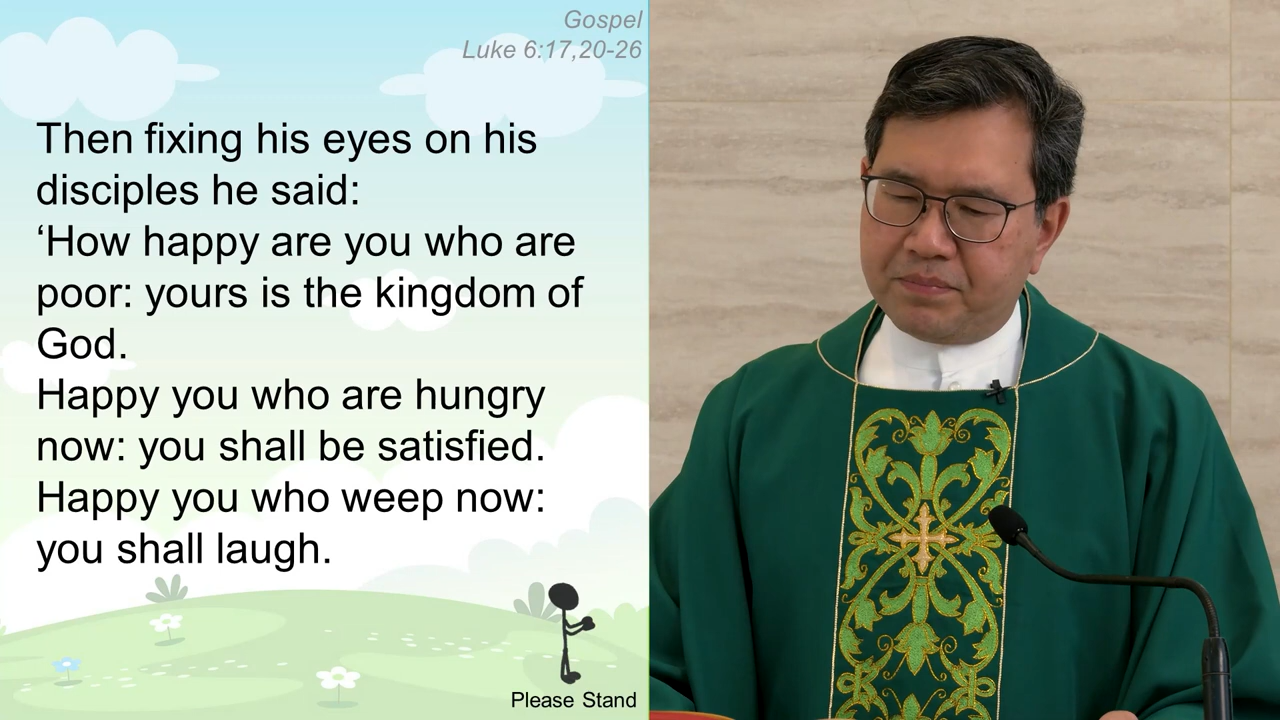 Gospel
Luke 6:17,20-26
Then fixing his eyes on his
disciples he said:
‘How happy are you who are
poor: yours is the kingdom of
God.
Happy you who are hungry
now: you shall be satisfied.
Happy you who weep now:
you shall laugh.
Please Stand